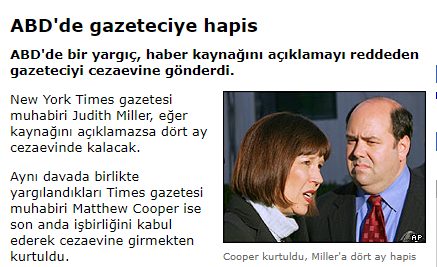 ABD'de gazeteciye hapis
ABD'de bir yargıç, haber kaynağını açıklamayı reddeden
gazeteciyi cezaevine gönderdi.
New York Times gazetesi
muhabiri Judith Miller, eğer
kaynağını açıklamazsa dört ay
cezaevinde kalacak.
Aynı davada birlikte
yargılandıkları Times gazetesi
muhabiri Matthew Cooper ise
son anda işbirliğini kabul
ederek cezaevine girmekten
kurtuldu.
AP
Cooper kurtuldu, Miller'a dört ay hapis